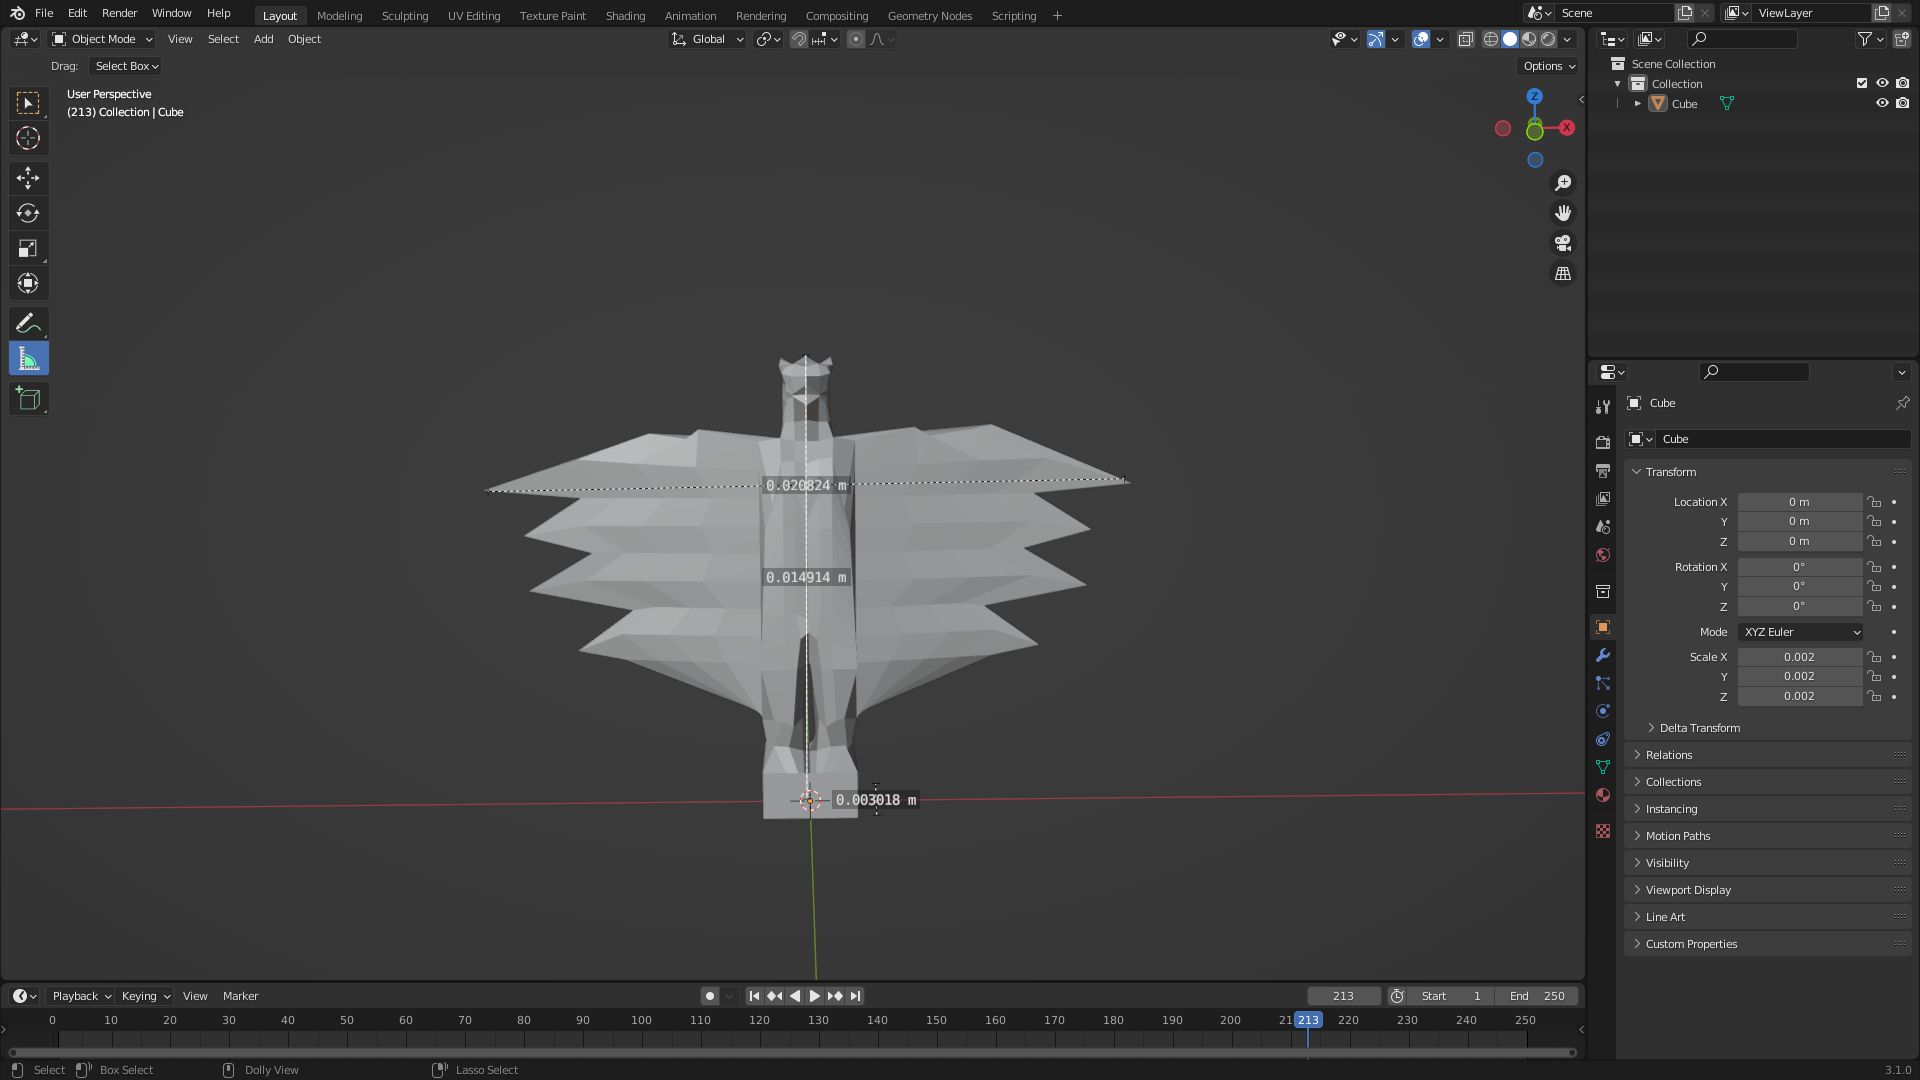 File Edit Render Window Help Layout Modeling Sculpting UV Editing Texture Paint Shading Animation Rendering Compositing Geometry Nodes Scripting + Scene ViewLayer
Object Mode View Select Add Object Global
Drag: Select Box Options
User Perspective
(213) Collection | Cube
Z
X
0.020824 m
0.014914 m
0.003018 m
Scene Collection
Collection
Cube
Cube
Cube
Transform
Location X 0 m
Y 0 m
Z 0 m
Rotation X 0°
Y 0°
Z 0°
Mode XYZ Euler
Scale X 0.002
Y 0.002
Z 0.002
Delta Transform
Relations
Collections
Instancing
Motion Paths
Visibility
Viewport Display
Line Art
Custom Properties
Playback Keying View Marker 213 Start 1 End 250
0 10 20 30 40 50 60 70 80 90 100 110 120 130 140 150 160 170 180 190 200 21 213 220 230 240 250
Select Box Select Dolly View Lasso Select 3.1.0